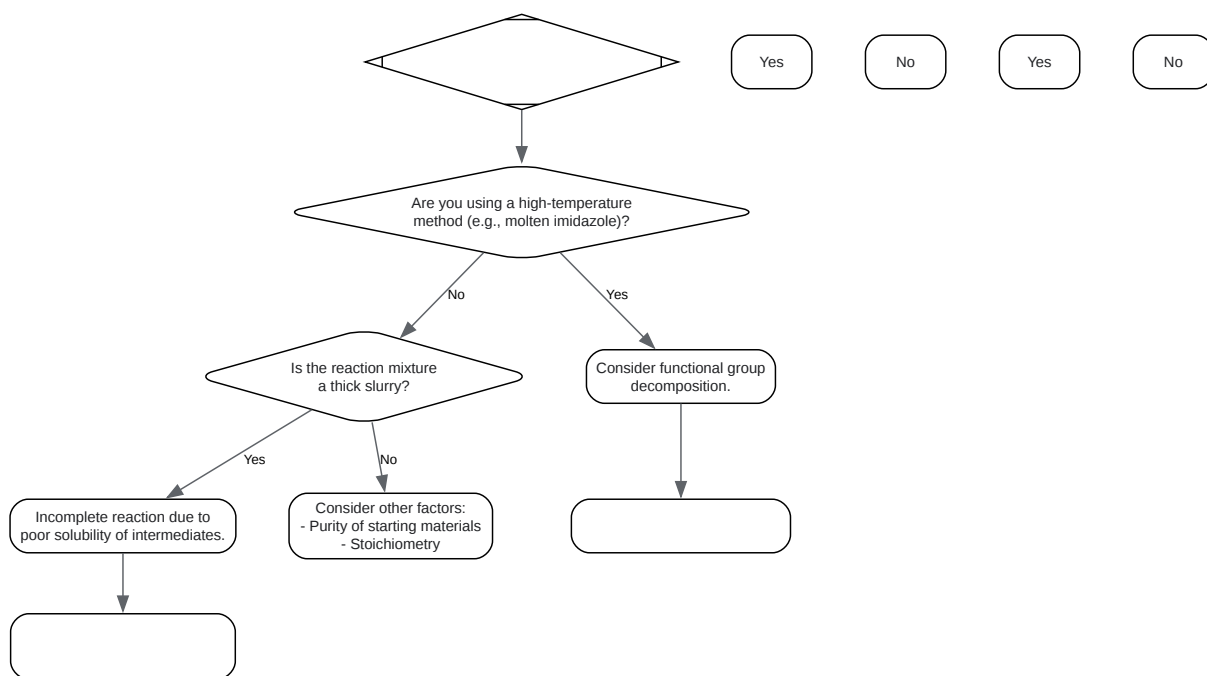 Yes
No
Yes
No
Are you using a high-temperature
method (e.g., molten imidazole)?
No
Yes
Is the reaction mixture
a thick slurry?
Consider functional group
decomposition.
Yes
No
Incomplete reaction due to
poor solubility of intermediates.
Consider other factors:
- Purity of starting materials
- Stoichiometry